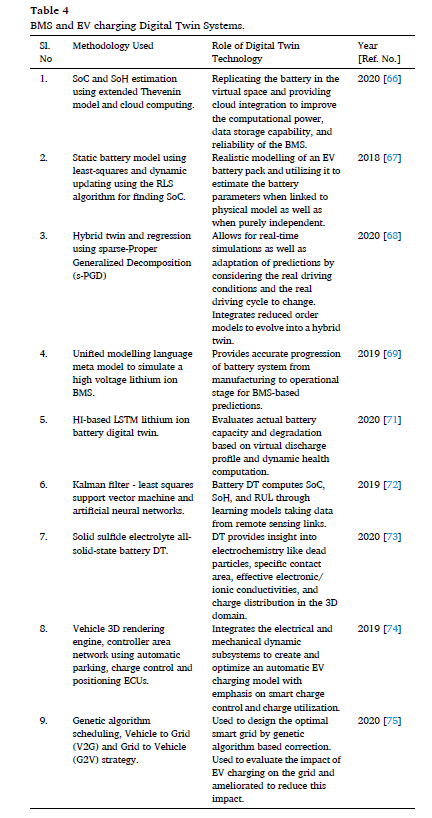 Table 4
BMS and EV charging Digital Twin Systems.
Sl.
No
Methodology Used
Role of Digital Twin
Technology
Year
[Ref. No.]
1.
SoC and SoH estimation
using extended Thevenin
model and cloud computing.
Replicating the battery in the
virtual space and providing
cloud integration to improve
the computational power,
data storage capability, and
reliability of the BMS.
2020 [66]
2.
Static battery model using
least-squares and dynamic
updating using the RLS
algorithm for finding SoC.
Realistic modelling of an EV
battery pack and utilizing it to
estimate the battery
parameters when linked to
physical model as well as
when purely independent.
2018 [67]
3.
Hybrid twin and regression
using sparse-Proper
Generalized Decomposition
(s-PGD)
Allows for real-time
simulations as well as
adaptation of predictions by
considering the real driving
conditions and the real
driving cycle to change.
Integrates reduced order
models to evolve into a hybrid
twin.
2020 [68]
4.
Unified modelling language
meta model to simulate a
high voltage lithium ion
BMS.
Provides accurate progression
of battery system from
manufacturing to operational
stage for BMS-based
predictions.
2019 [69]
5.
HI-based LSTM lithium ion
battery digital twin.
Evaluates actual battery
capacity and degradation
based on virtual discharge
profile and dynamic health
computation.
2020 [71]
6.
Kalman filter - least squares
support vector machine and
artificial neural networks.
Battery DT computes SoC,
SoH, and RUL through
learning models taking data
from remote sensing links.
2019 [72]
7.
Solid sulfide electrolyte all-
solid-state battery DT.
DT provides insight into
electrochemistry like dead
particles, specific contact
area, effective electronic/
ionic conductivities, and
charge distribution in the 3D
domain.
2020 [73]
8.
Vehicle 3D rendering
engine, controller area
network using automatic
parking, charge control and
positioning ECUs.
Integrates the electrical and
mechanical dynamic
subsystems to create and
optimize an automatic EV
charging model with
emphasis on smart charge
control and charge utilization.
2019 [74]
9.
Genetic algorithm
scheduling, Vehicle to Grid
(V2G) and Grid to Vehicle
(G2V) strategy.
Used to design the optimal
smart grid by genetic
algorithm based correction.
Used to evaluate the impact of
EV charging on the grid and
ameliorated to reduce this
impact.
2020 [75]